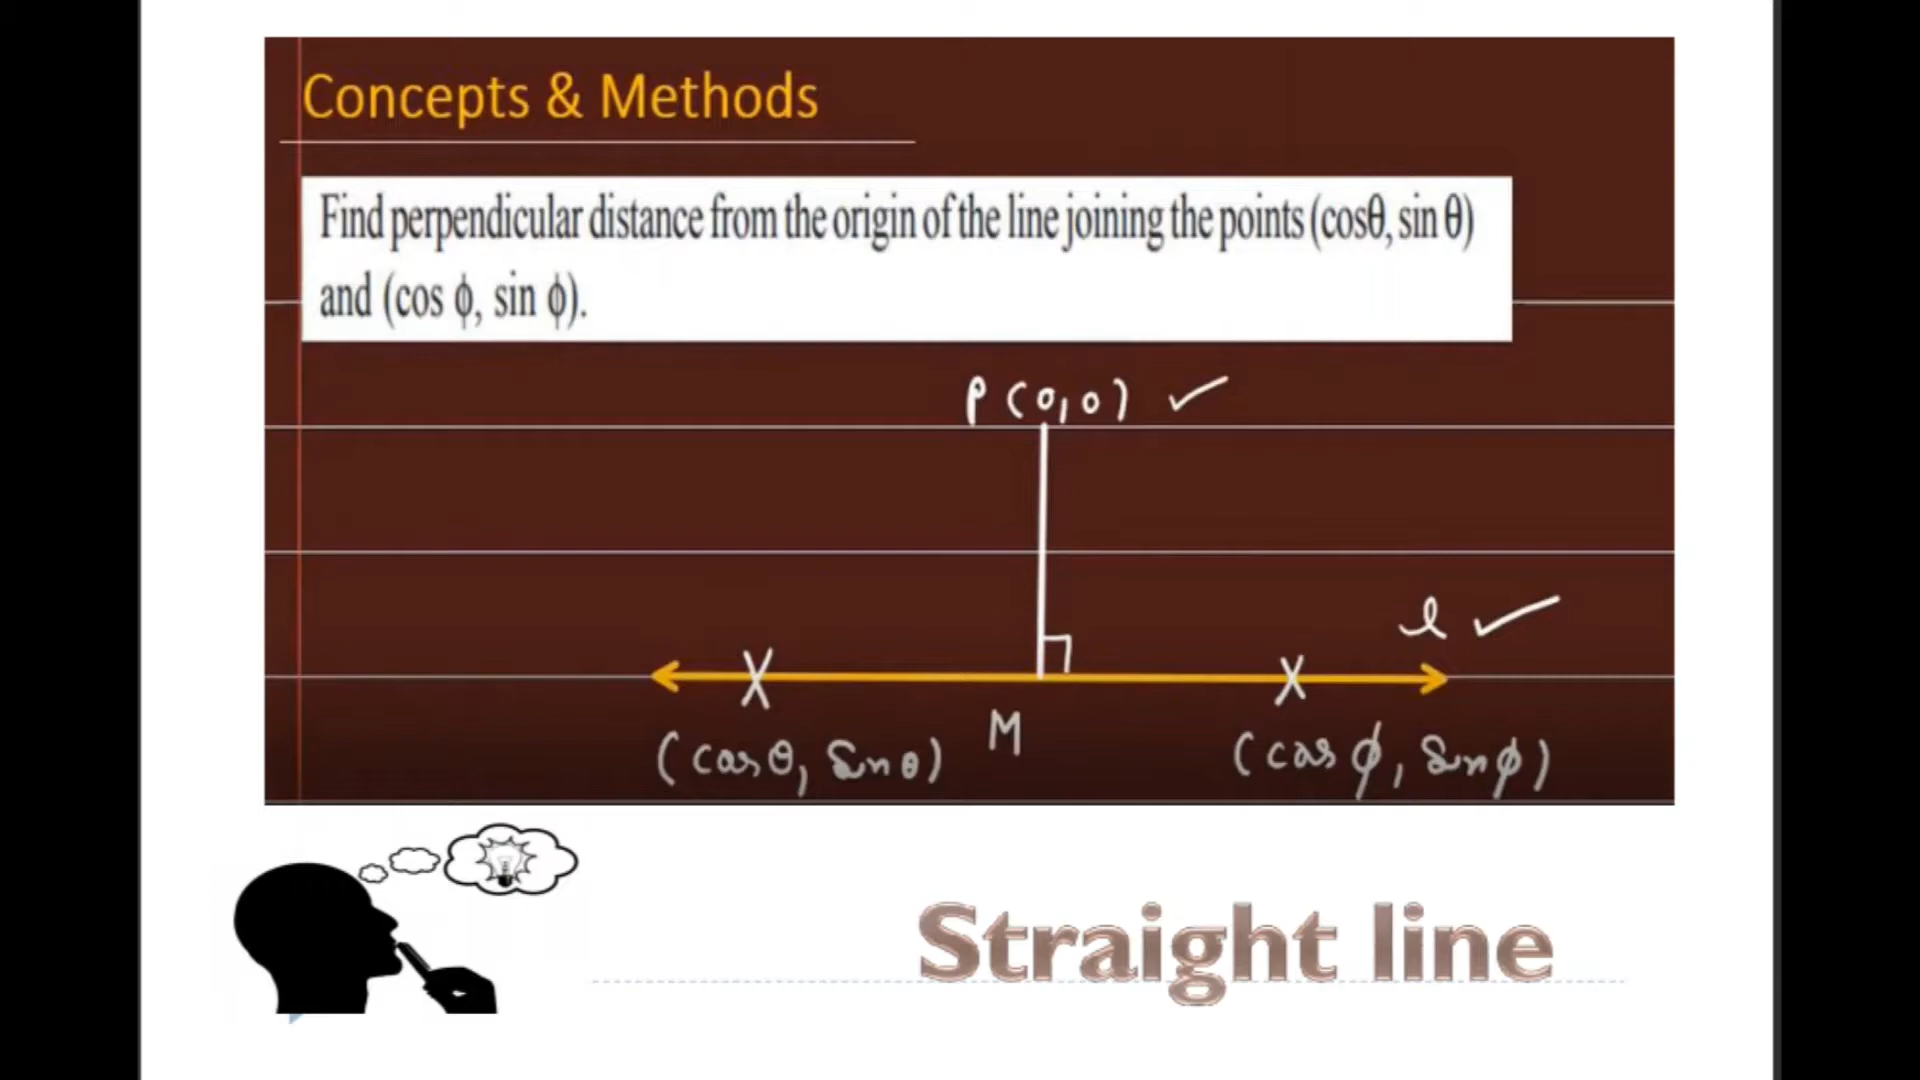 Concepts & Methods
Find perpendicular distance from the origin of the line joining the points (cosθ, sin θ)
and (cos ϕ, sin ϕ).
P (0,0) ✓
l ✓
M
(cosθ, Sinθ)
(cos ϕ, Sinϕ)
Straight line